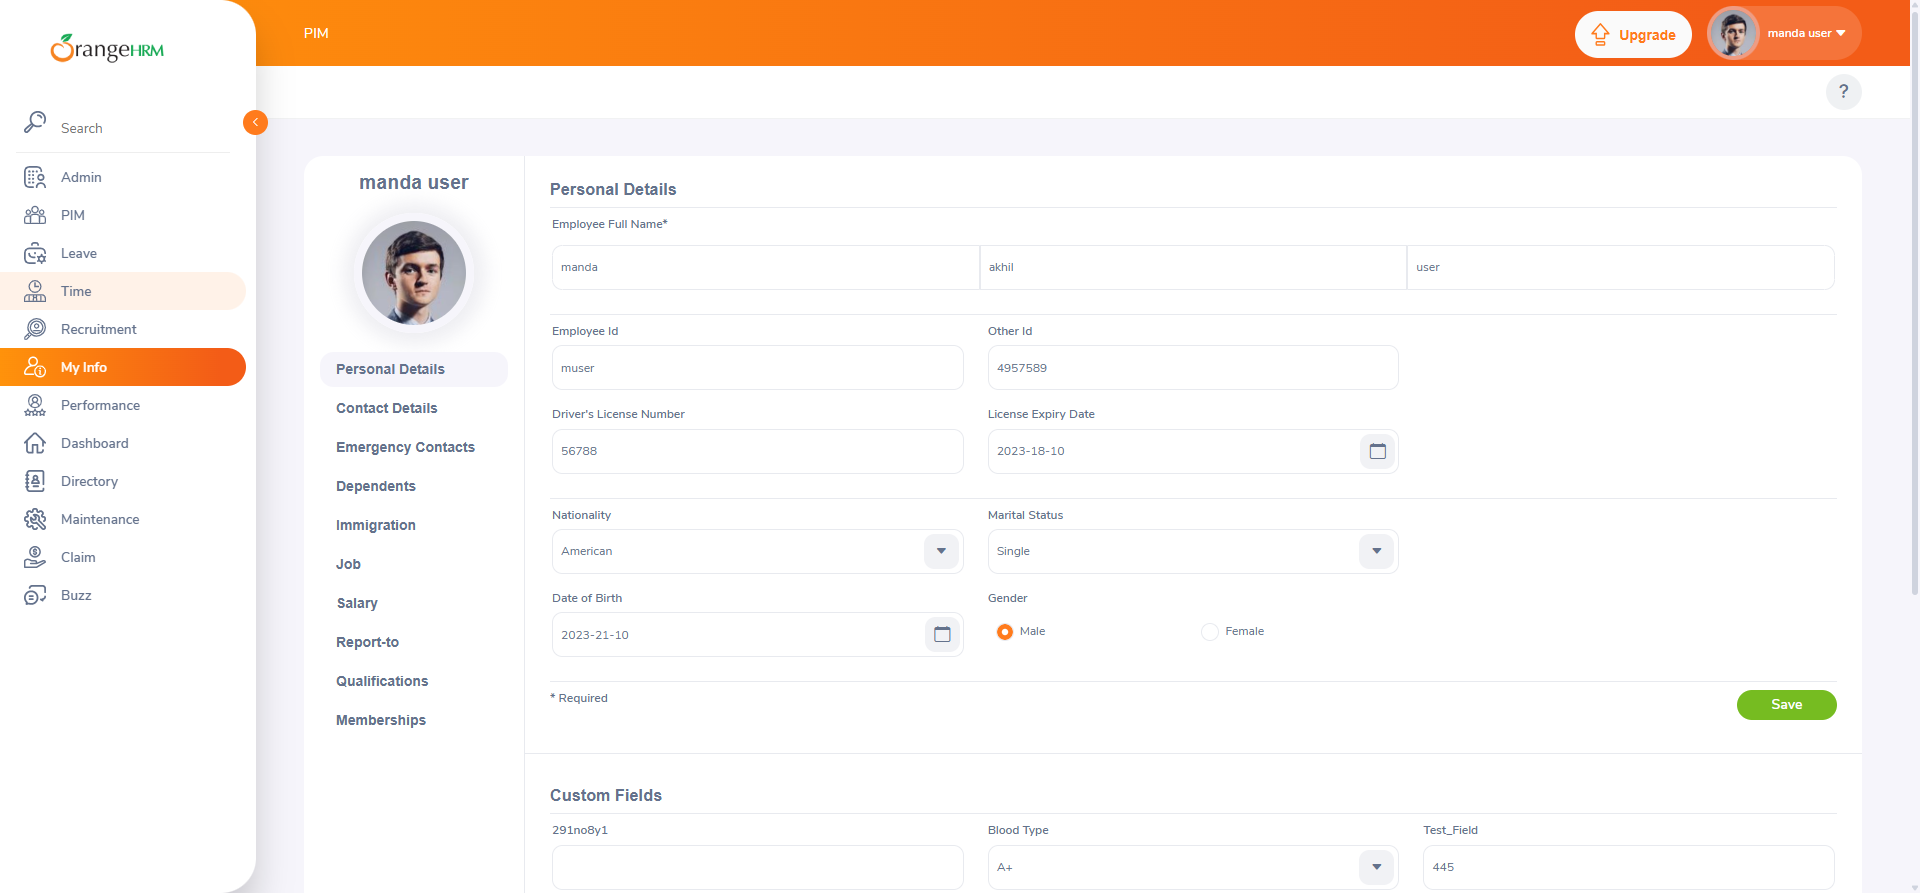 OrangeHRM
PIM
Upgrade
manda user
?
Search
Admin
PIM
Leave
Time
Recruitment
My Info
Performance
Dashboard
Directory
Maintenance
Claim
Buzz
manda user
Personal Details
Contact Details
Emergency Contacts
Dependents
Immigration
Job
Salary
Report-to
Qualifications
Memberships
Personal Details
Employee Full Name*
manda akhil user
Employee Id Other Id
muser 4957589
Driver's License Number License Expiry Date
56788 2023-18-10
Nationality Marital Status
American Single
Date of Birth Gender
2023-21-10 Male Female
* Required
Save
Custom Fields
291no8y1 Blood Type Test_Field
A+ 445